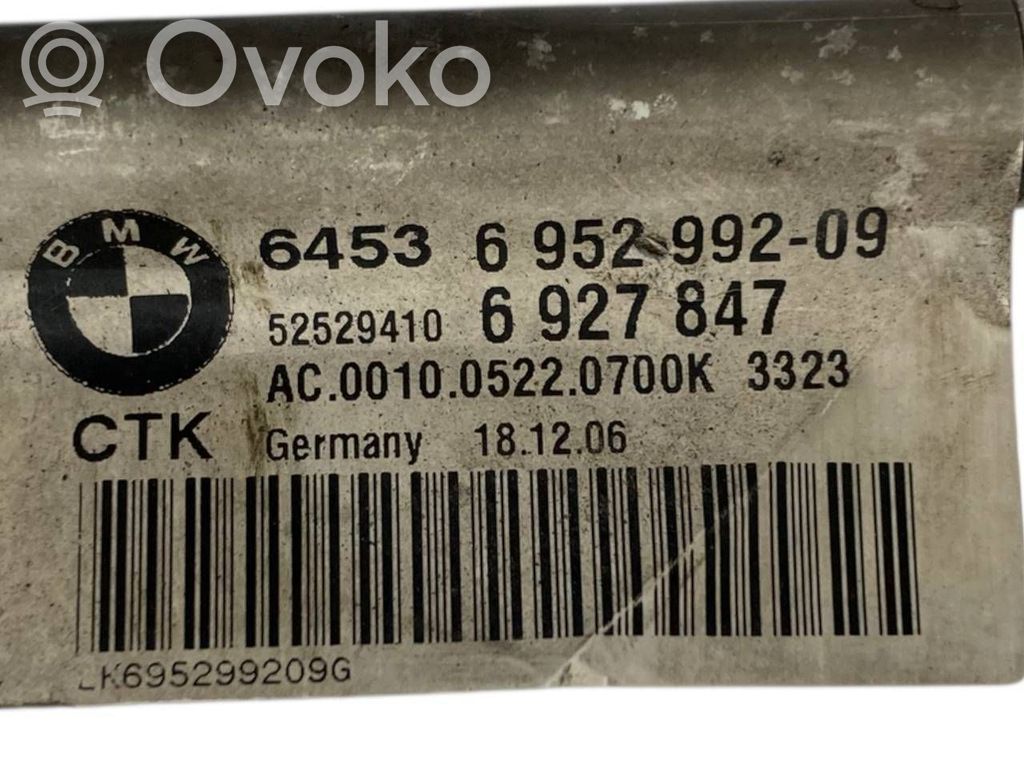 Ovoko
BMW
6453 6 952 992-09
52529410 6 927 847
AC.0010.0522.0700K 3323
CTK Germany 18.12.06
K695299209G